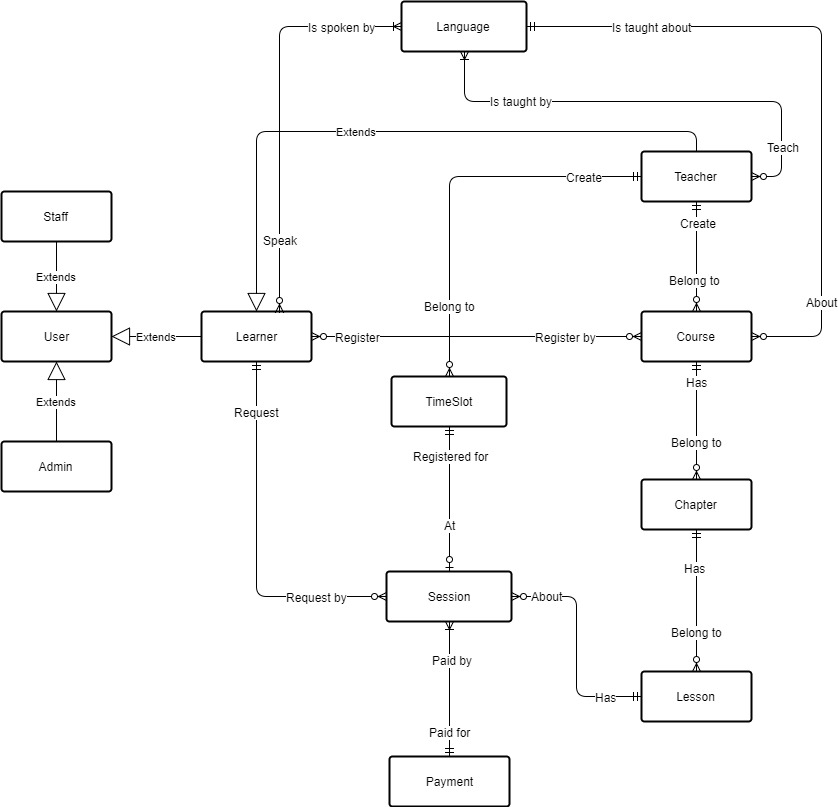 Language
Is spoken by
Is taught about
Is taught by
Extends
Teach
Create
Teacher
Staff
Create
Speak
Extends
Belong to
About
Belong to
User
Extends
Learner
Register
Register by
Course
Has
Extends
TimeSlot
Request
Belong to
Registered for
Admin
Chapter
At
Has
Request by
Session
About
Belong to
Paid by
Has
Lesson
Paid for
Payment